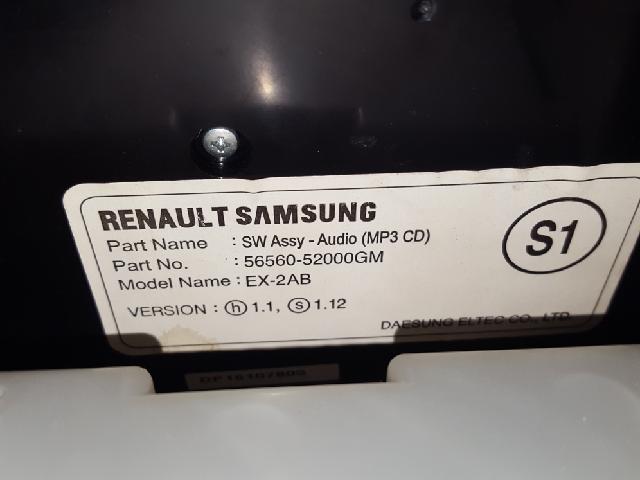 RENAULT SAMSUNG
Part Name : SW Assy - Audio (MP3 CD)
Part No. : 56560-52000GM
Model Name : EX-2AB
VERSION : ⓗ 1.1, ⓢ 1.12
S1
DAESUNG ELTEC CO., LTD